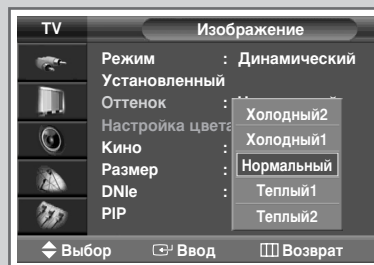 TV Изображение
Режим : Динамический
Установленный
Оттенок :
Настройка цвета
Кино :
Размер :
DNIe :
PIP
Холодный2
Холодный1
Нормальный
Теплый1
Теплый2
Выбор Ввод Возврат